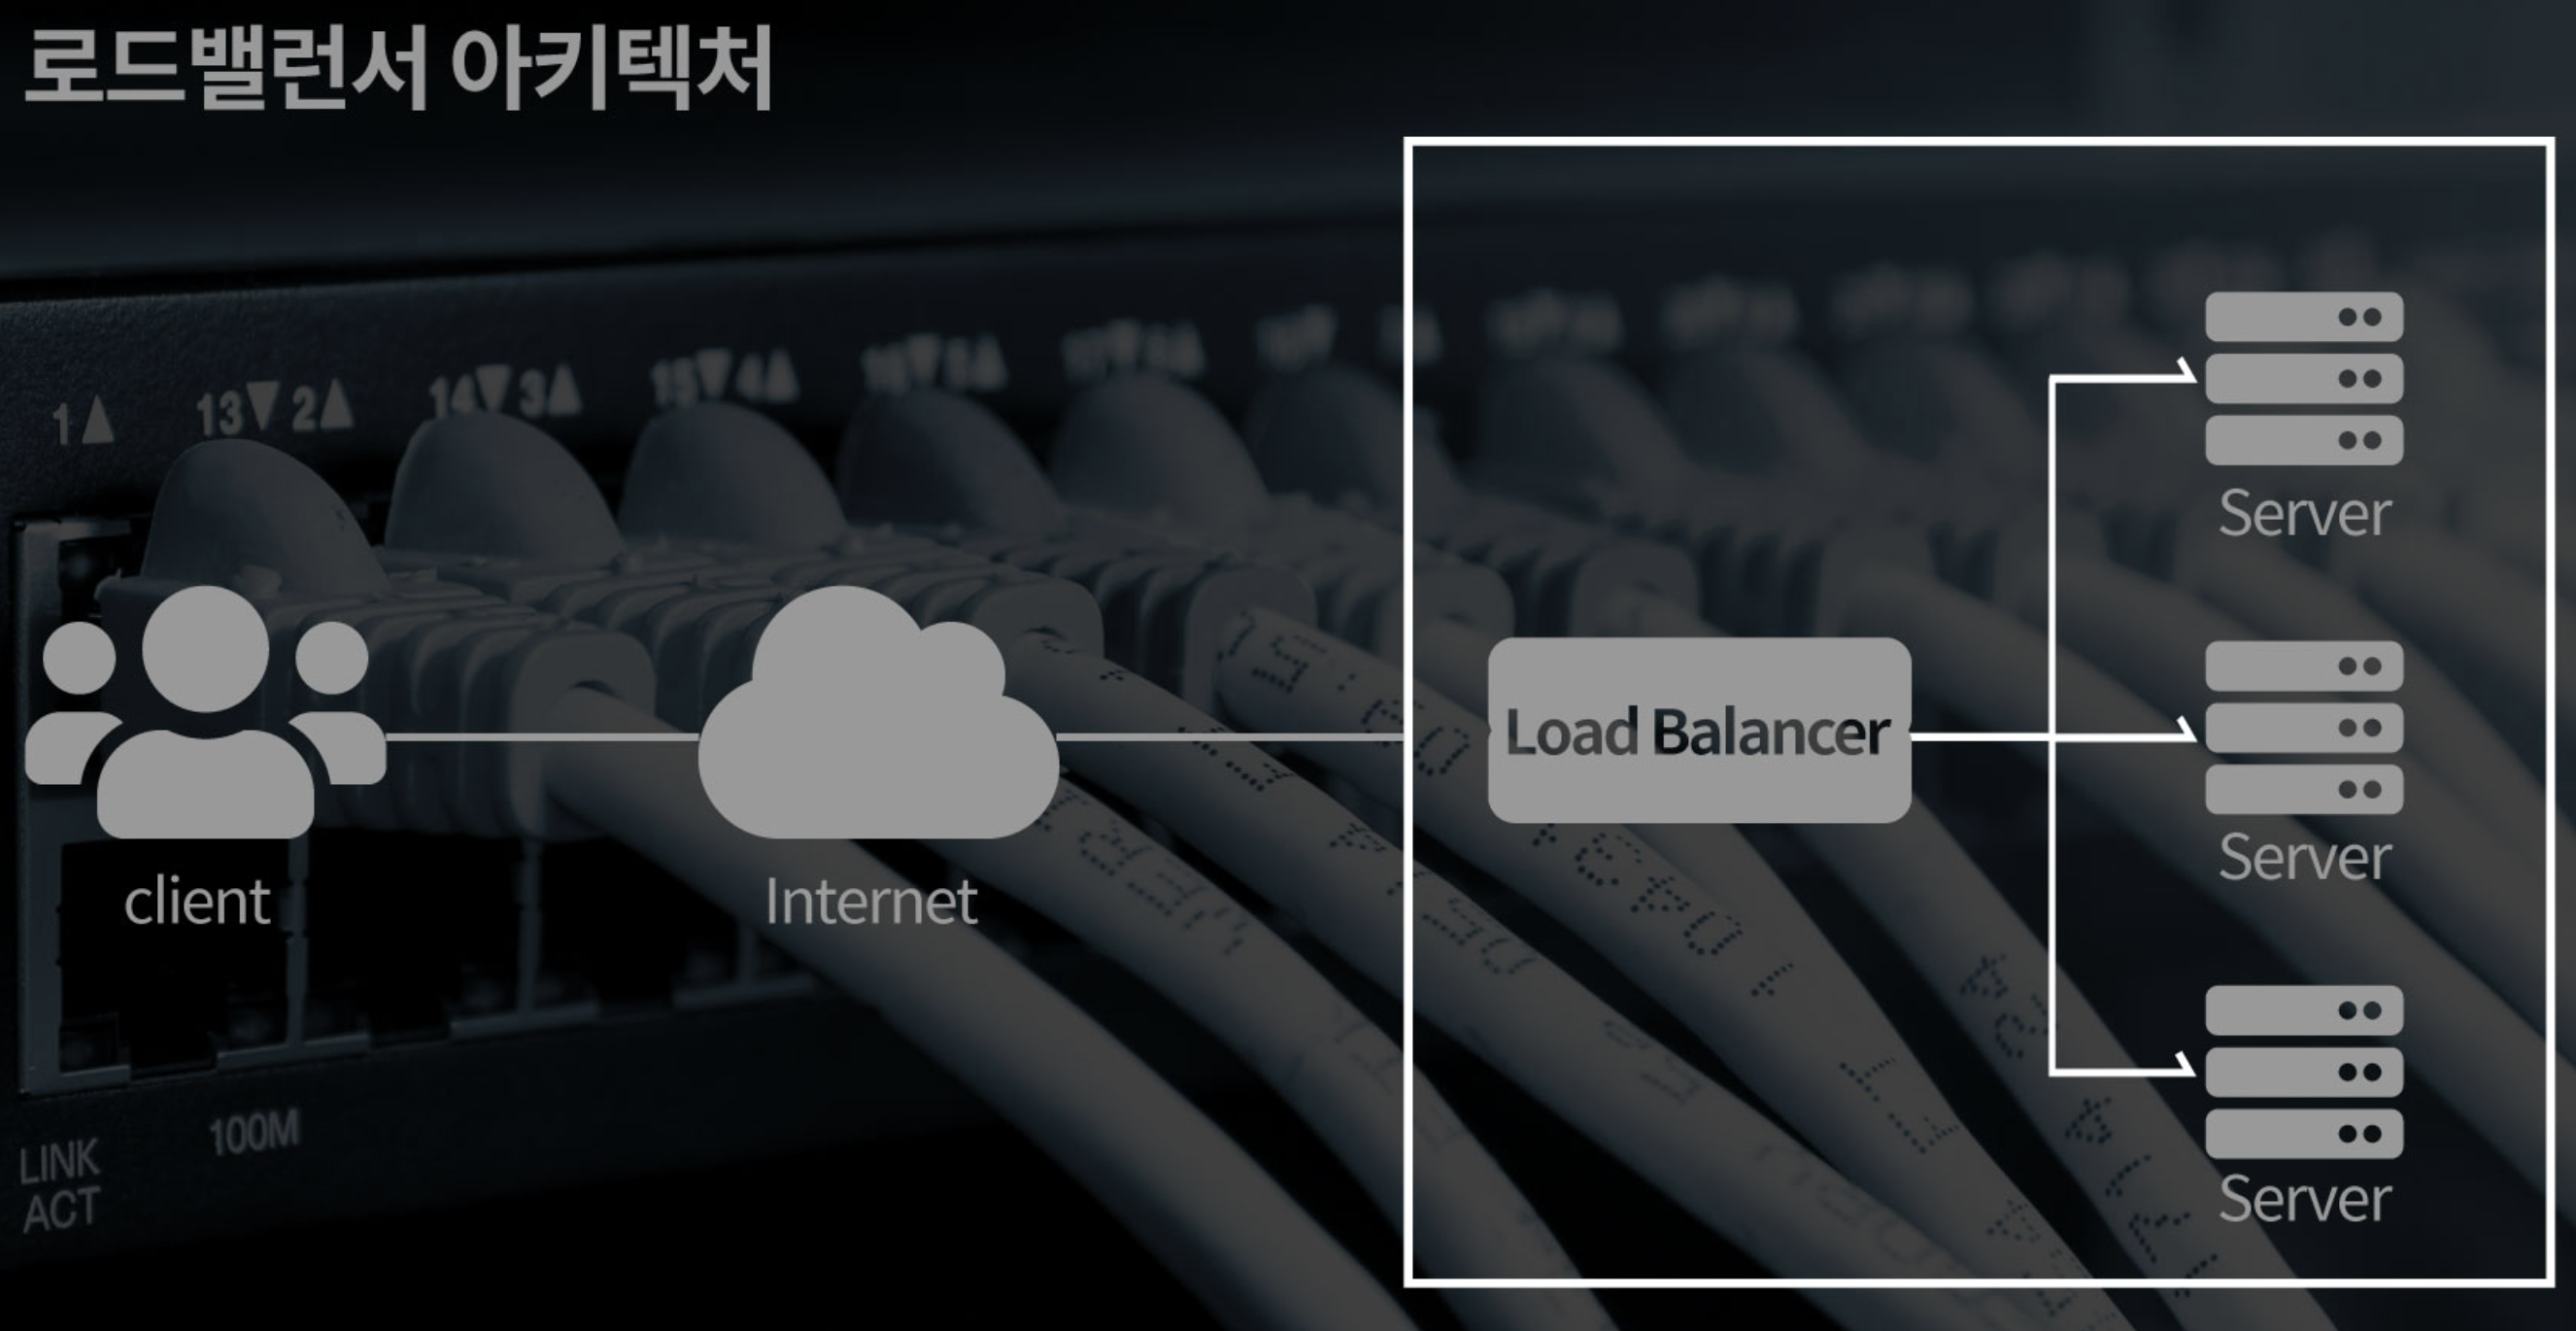 로드밸런서 아키텍처
1▲ 13▼ 2▲ 14▼ 3▲ 15▼ 4▲
Server
Load Balancer
Server
client
Internet
100M
LINK
ACT
Server